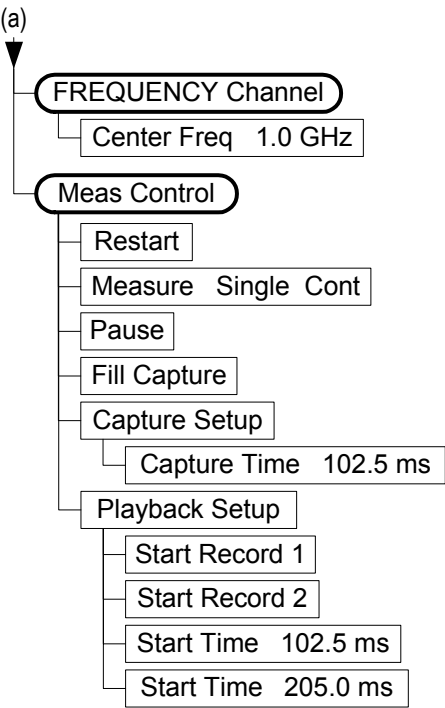 (a)
FREQUENCY Channel
Center Freq 1.0 GHz
Meas Control
Restart
Measure Single Cont
Pause
Fill Capture
Capture Setup
Capture Time 102.5 ms
Playback Setup
Start Record 1
Start Record 2
Start Time 102.5 ms
Start Time 205.0 ms